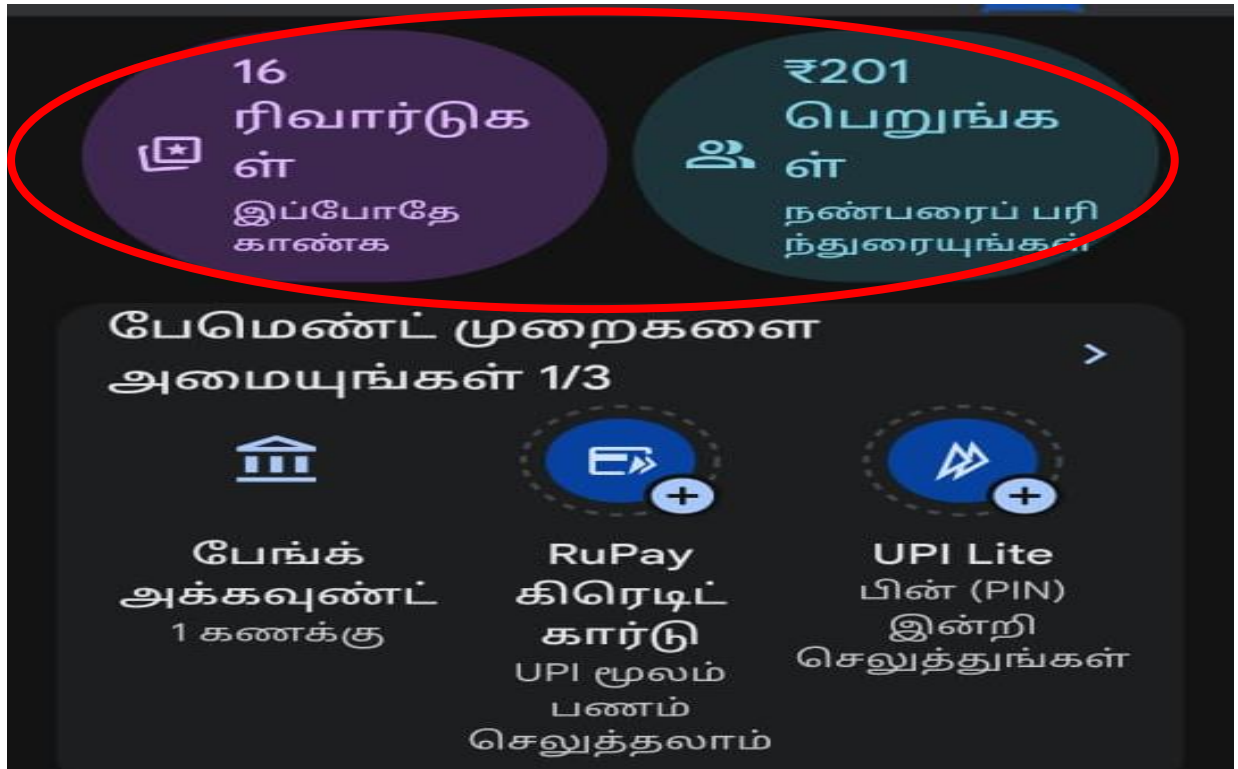 16
ரிவார்டுக
ள்
இப்போதே
காண்க
₹201
பெறுங்க
ள்
நண்பரைப் பரி
ந்துரையுங்கள்
பேமெண்ட் முறைகளை
அமையுங்கள் 1/3
பேங்க்
அக்கவுண்ட்
1 கணக்கு
RuPay
கிரெடிட்
கார்டு
UPI மூலம்
பணம்
செலுத்தலாம்
UPI Lite
பின் (PIN)
இன்றி
செலுத்துங்கள்